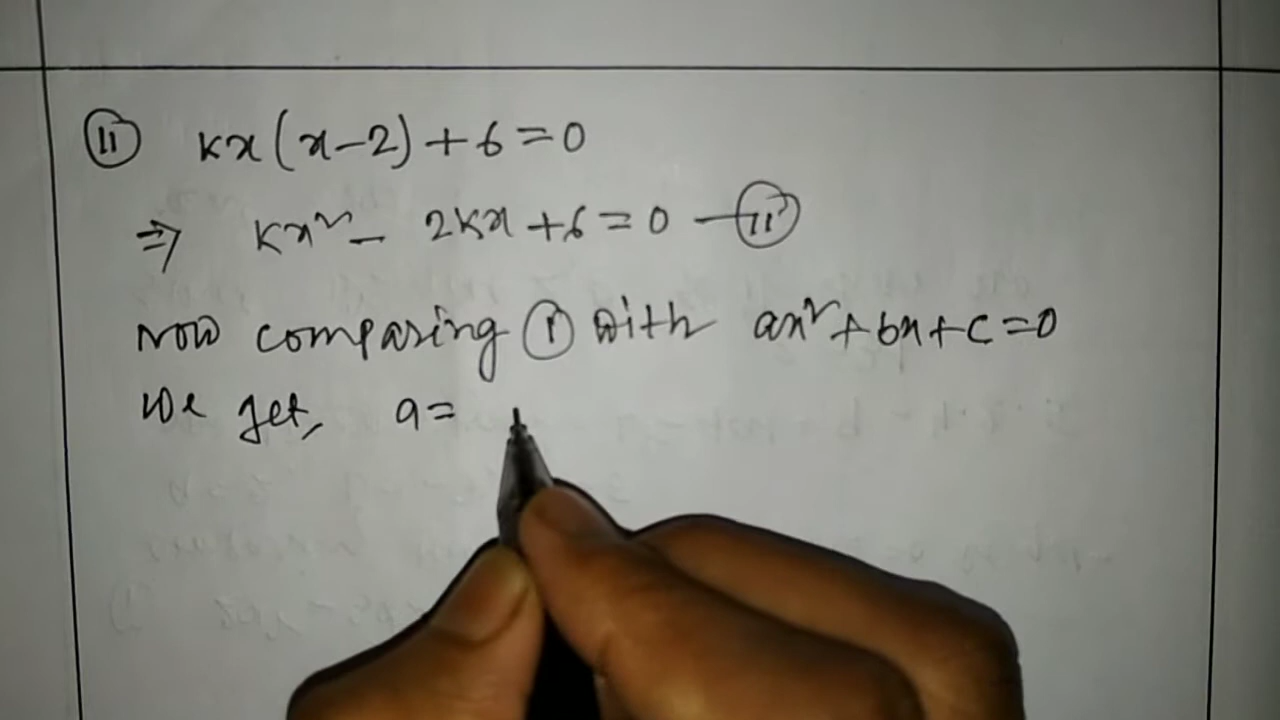 (11) kx(x-2)+6=0
⇒ kx²- 2kx+6=0 —(11)
Now comparing (1) with ax²+bx+c=0
We get, a=